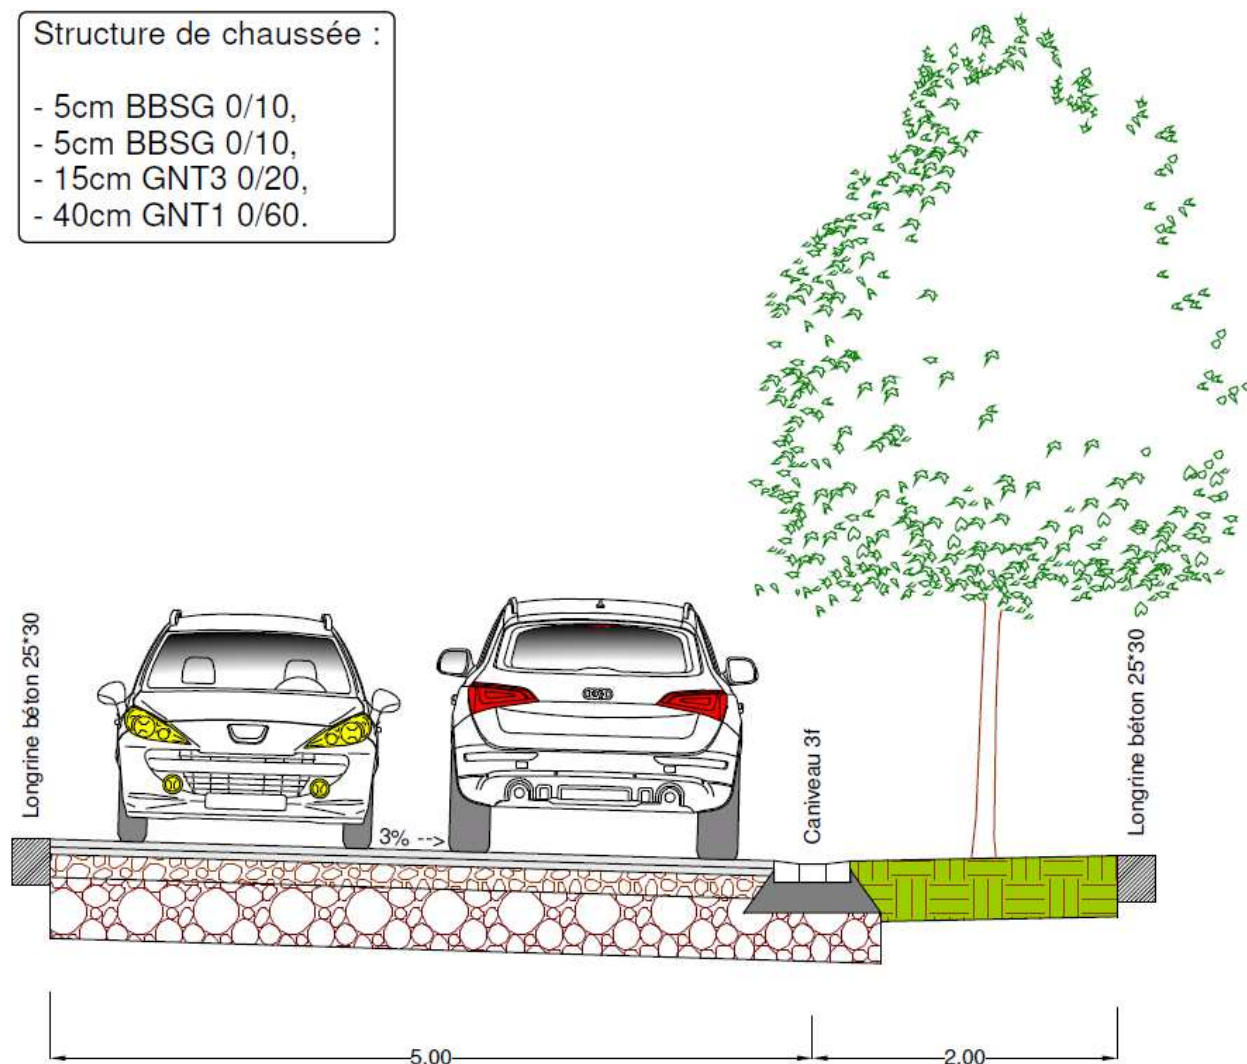 Structure de chaussée :
- 5cm BBSG 0/10,
- 5cm BBSG 0/10,
- 15cm GNT3 0/20,
- 40cm GNT1 0/60.
Longrine béton 25*30
3% -->
Caniveau 3f
Longrine béton 25*30
5.00
2.00